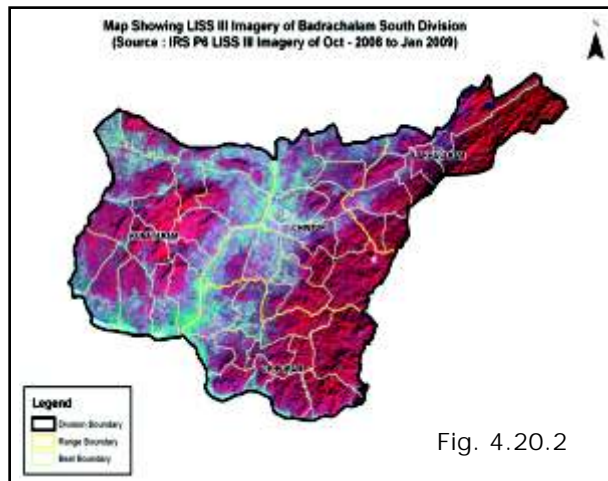 Map Showing LISS III Imagery of Badrachalam South Division
(Source : IRS P6 LISS III Imagery of Oct - 2008 to Jan 2009)
N
Legend
Division Boundary
Range Boundary
Beat Boundary
Fig. 4.20.2